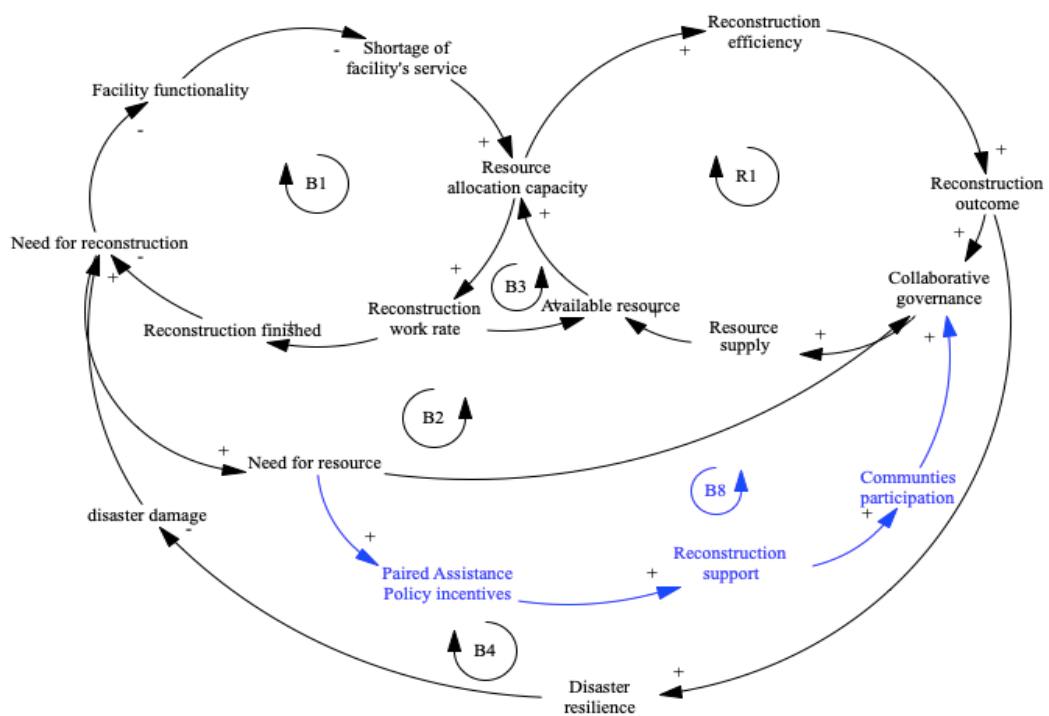 Reconstruction
efficiency
+
-
Shortage of
facility's service
Facility functionality
-
+
+
Resource
allocation capacity
B1
R1
Reconstruction
outcome
+
+
Need for reconstruction
-
+
+
B3
Collaborative
governance
Reconstruction
work rate
+
Available resource
+
Reconstruction finished
+
Resource
supply
+
+
B2
+
Need for resource
B8
Communties
participation
+
disaster damage
-
+
Paired Assistance
Policy incentives
+
Reconstruction
support
B4
+
Disaster
resilience